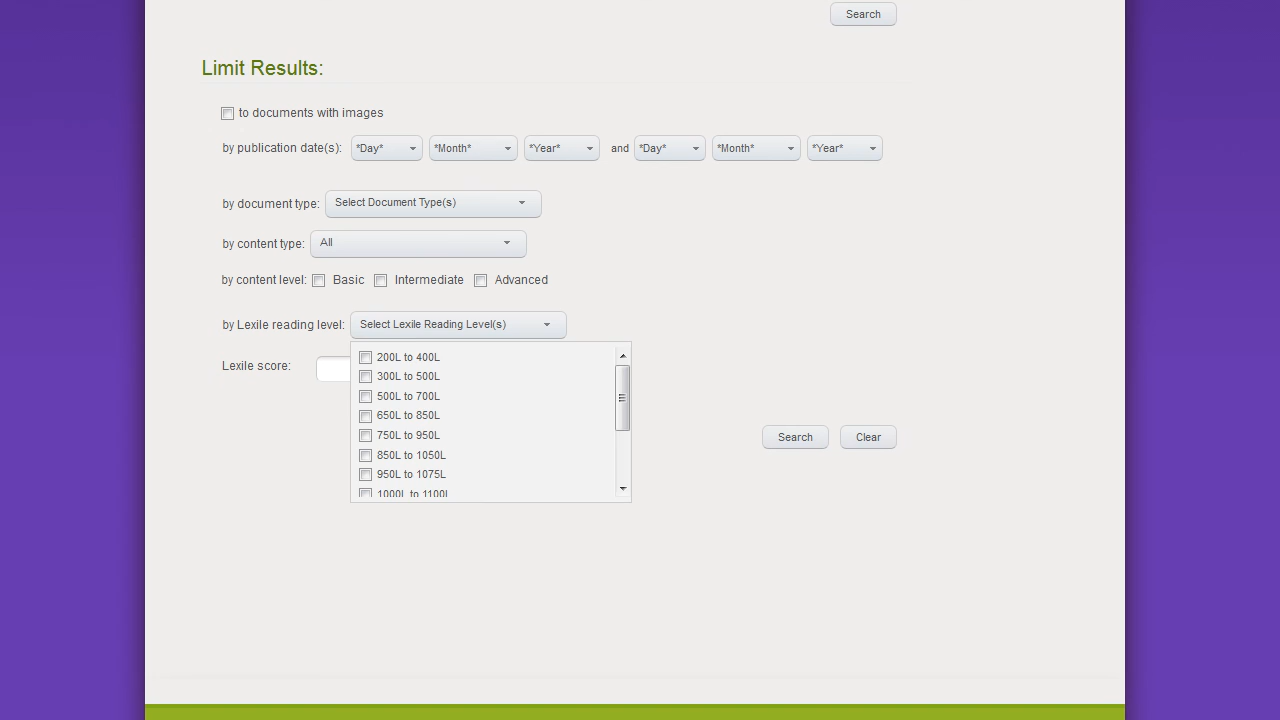 Search
Limit Results:
to documents with images
by publication date(s): *Day* *Month* *Year* and *Day* *Month* *Year*
by document type: Select Document Type(s)
by content type: All
by content level: Basic Intermediate Advanced
by Lexile reading level: Select Lexile Reading Level(s)
Lexile score:
200L to 400L
300L to 500L
500L to 700L
650L to 850L
750L to 950L
850L to 1050L
950L to 1075L
1000L to 1100L
Search Clear